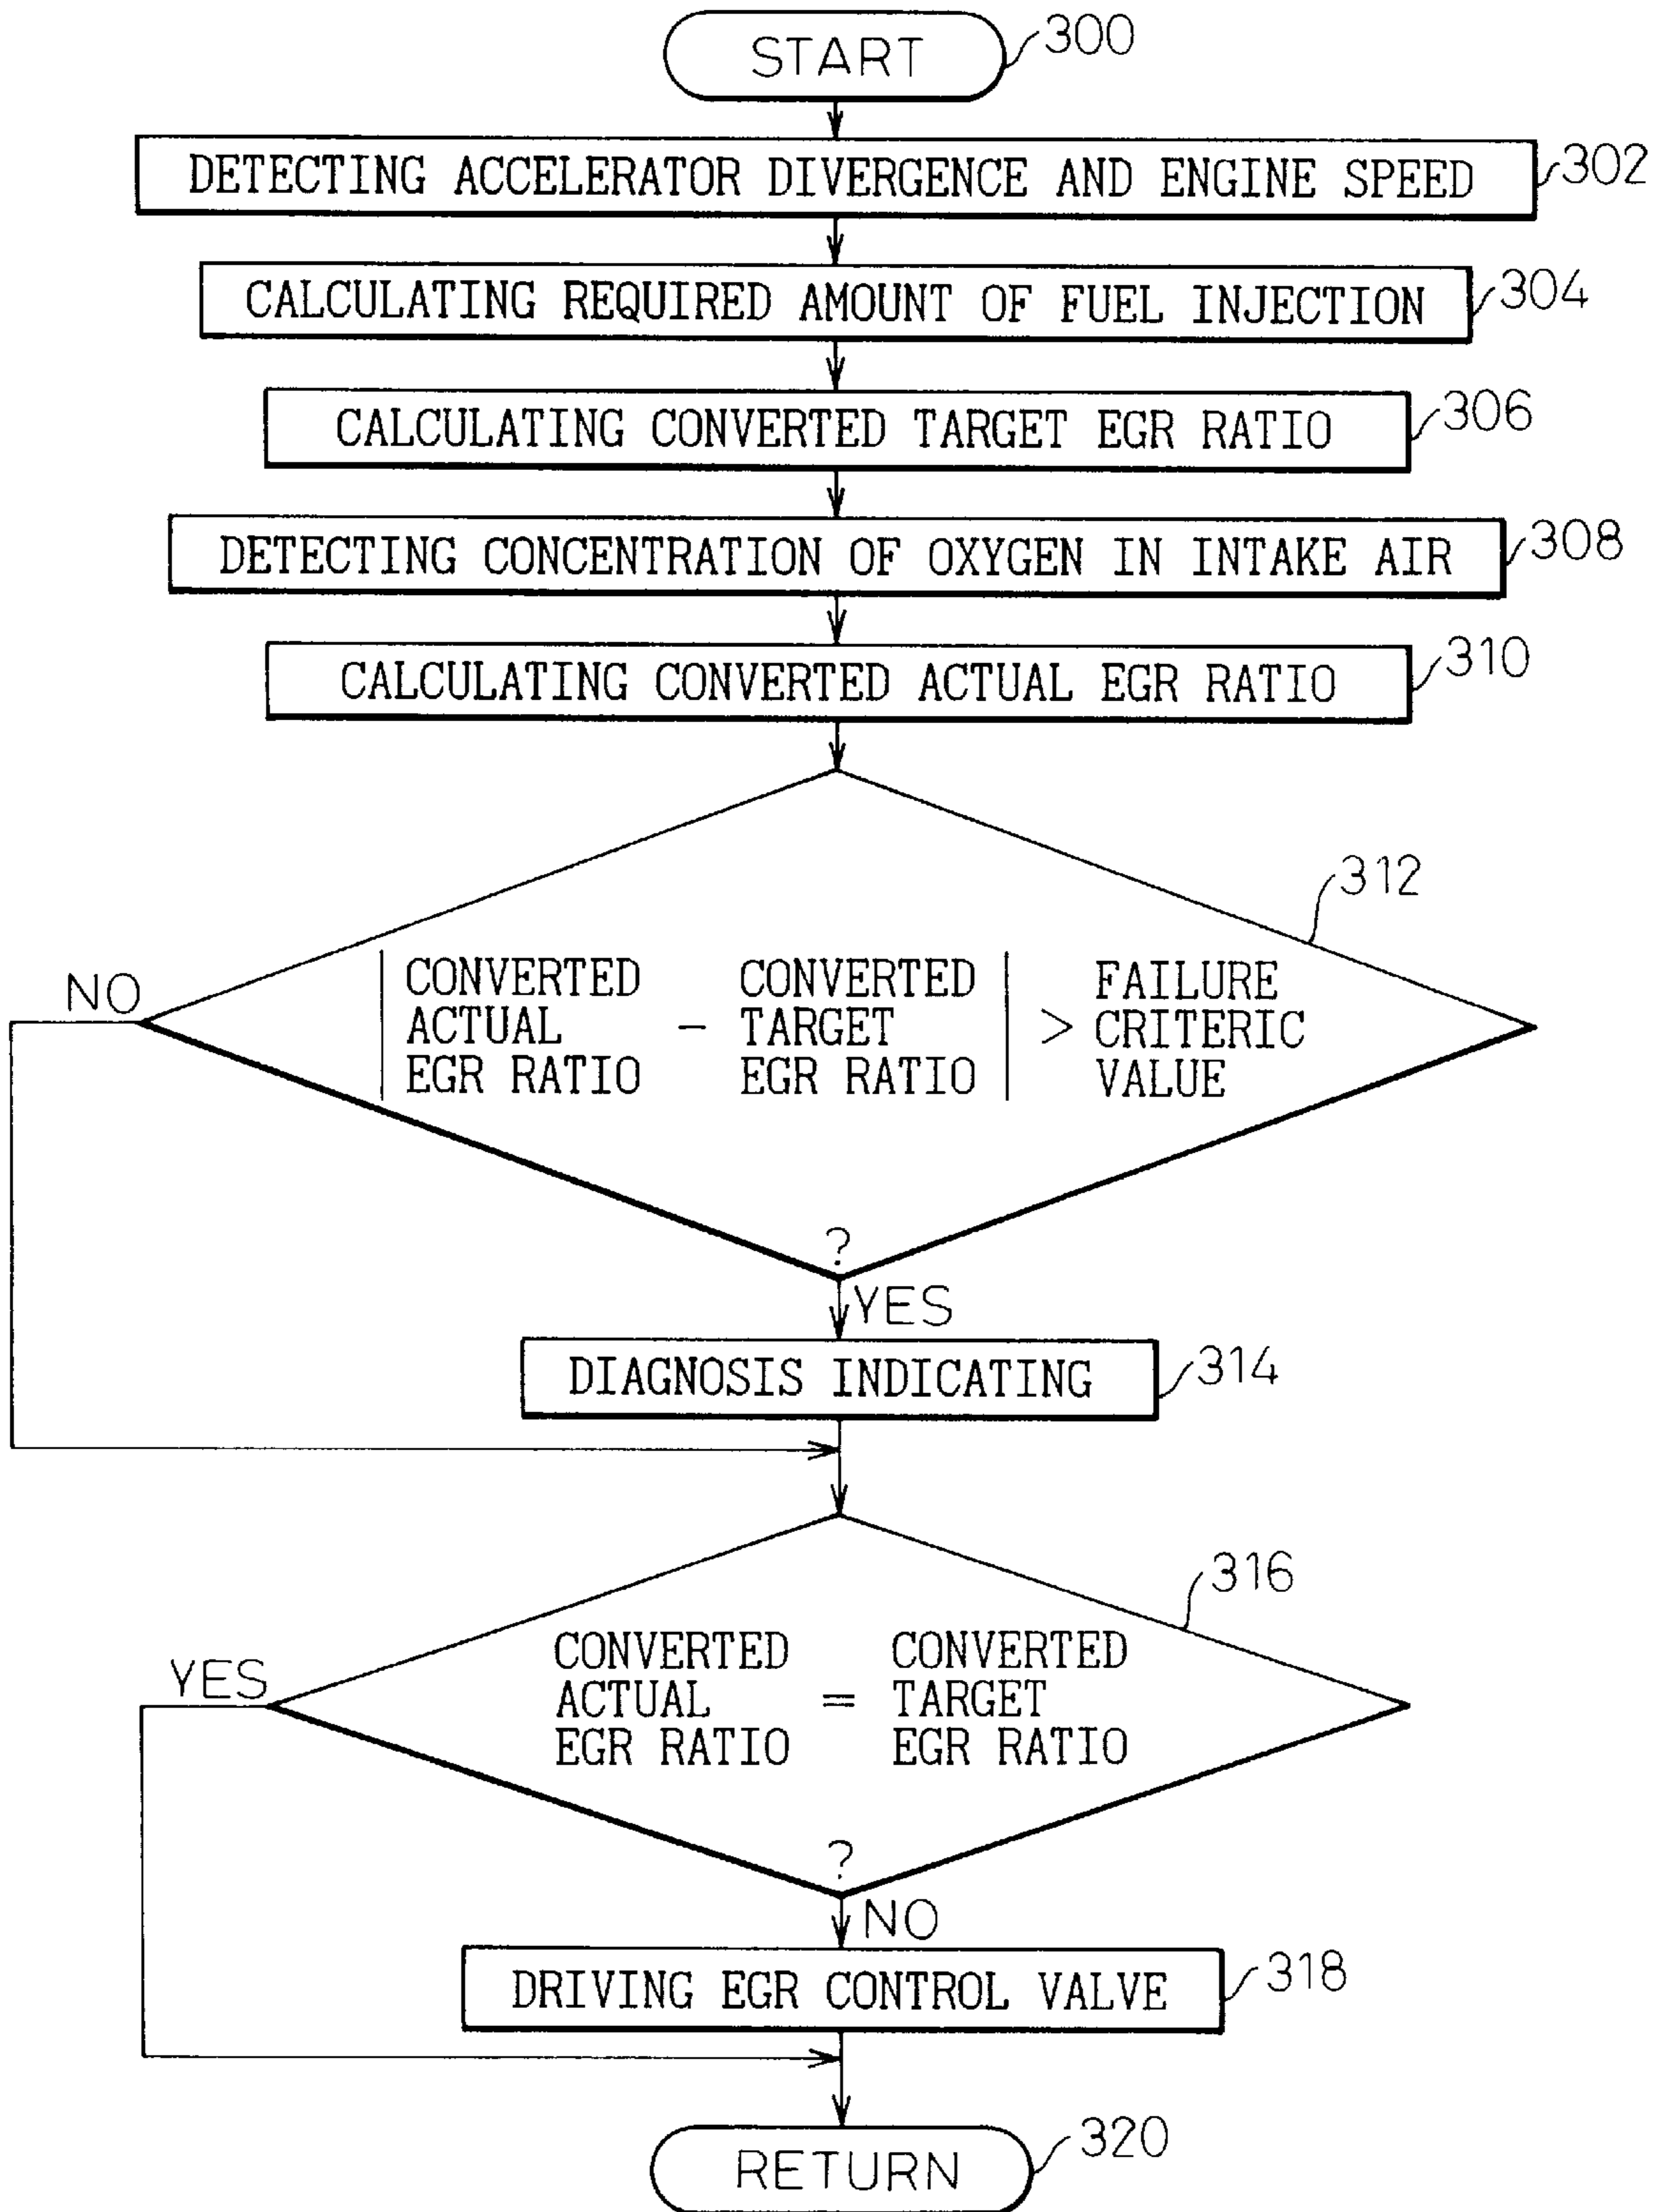 START 300
DETECTING ACCELERATOR DIVERGENCE AND ENGINE SPEED 302
CALCULATING REQUIRED AMOUNT OF FUEL INJECTION 304
CALCULATING CONVERTED TARGET EGR RATIO 306
DETECTING CONCENTRATION OF OXYGEN IN INTAKE AIR 308
CALCULATING CONVERTED ACTUAL EGR RATIO 310
312
NO
| CONVERTED CONVERTED | FAILURE
ACTUAL - TARGET > CRITERIC
EGR RATIO EGR RATIO VALUE
?
YES
DIAGNOSIS INDICATING 314
316
YES
CONVERTED CONVERTED
ACTUAL = TARGET
EGR RATIO EGR RATIO
?
NO
DRIVING EGR CONTROL VALVE 318
RETURN 320